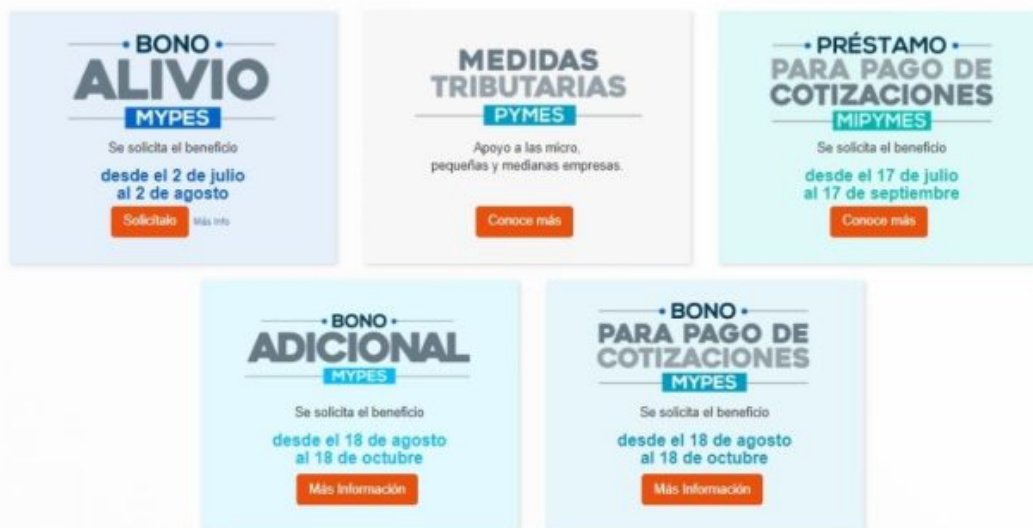 BONO
ALIVIO
MYPES
Se solicita el beneficio
desde el 2 de julio
al 2 de agosto
Solicítalo Más Info
MEDIDAS
TRIBUTARIAS
PYMES
Apoyo a las micro,
pequeñas y medianas empresas.
Conoce más
PRÉSTAMO
PARA PAGO DE
COTIZACIONES
MIPYMES
Se solicita el beneficio
desde el 17 de julio
al 17 de septiembre
Conoce más
BONO
ADICIONAL
MYPES
Se solicita el beneficio
desde el 18 de agosto
al 18 de octubre
Más Información
BONO
PARA PAGO DE
COTIZACIONES
MYPES
Se solicita el beneficio
desde el 18 de agosto
al 18 de octubre
Más Información